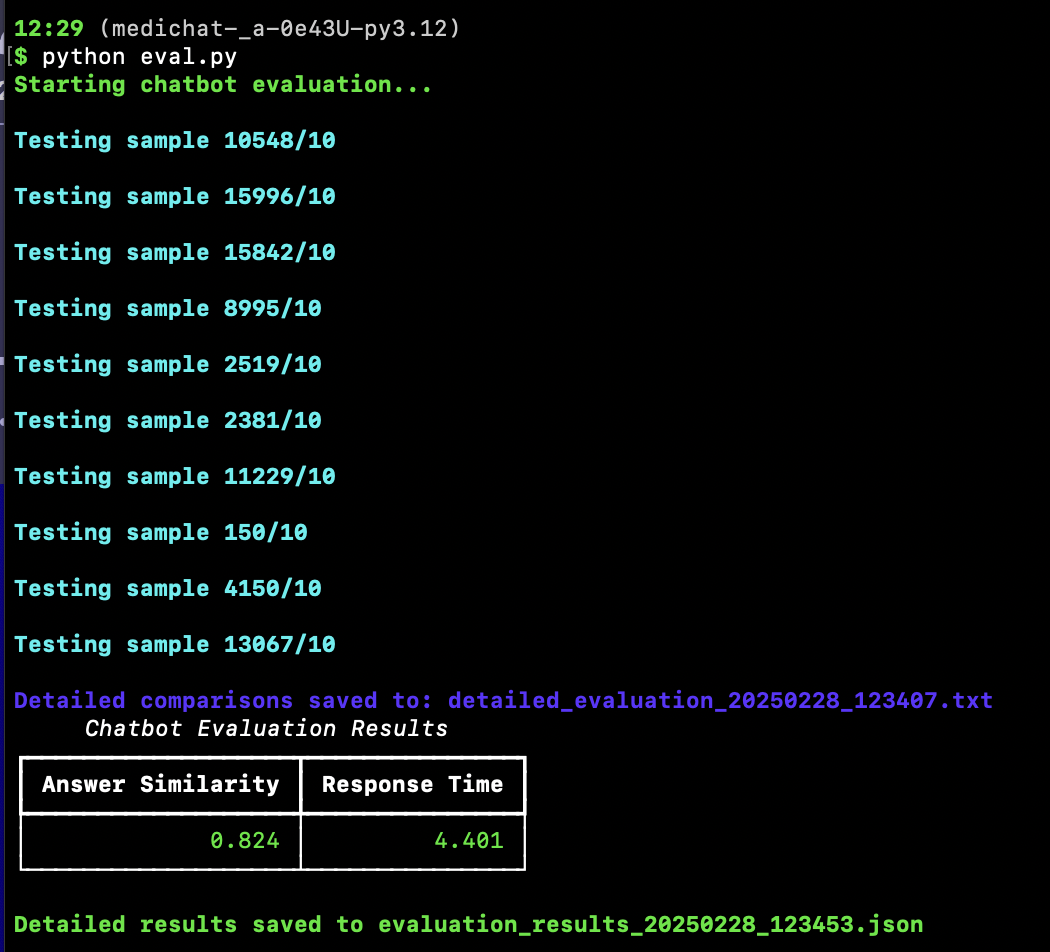 12:29 (medichat-_a-0e43U-py3.12)
[$ python eval.py
Starting chatbot evaluation...
Testing sample 10548/10
Testing sample 15996/10
Testing sample 15842/10
Testing sample 8995/10
Testing sample 2519/10
Testing sample 2381/10
Testing sample 11229/10
Testing sample 150/10
Testing sample 4150/10
Testing sample 13067/10
Detailed comparisons saved to: detailed_evaluation_20250228_123407.txt
Chatbot Evaluation Results
Answer Similarity Response Time
0.824 4.401
Detailed results saved to evaluation_results_20250228_123453.json